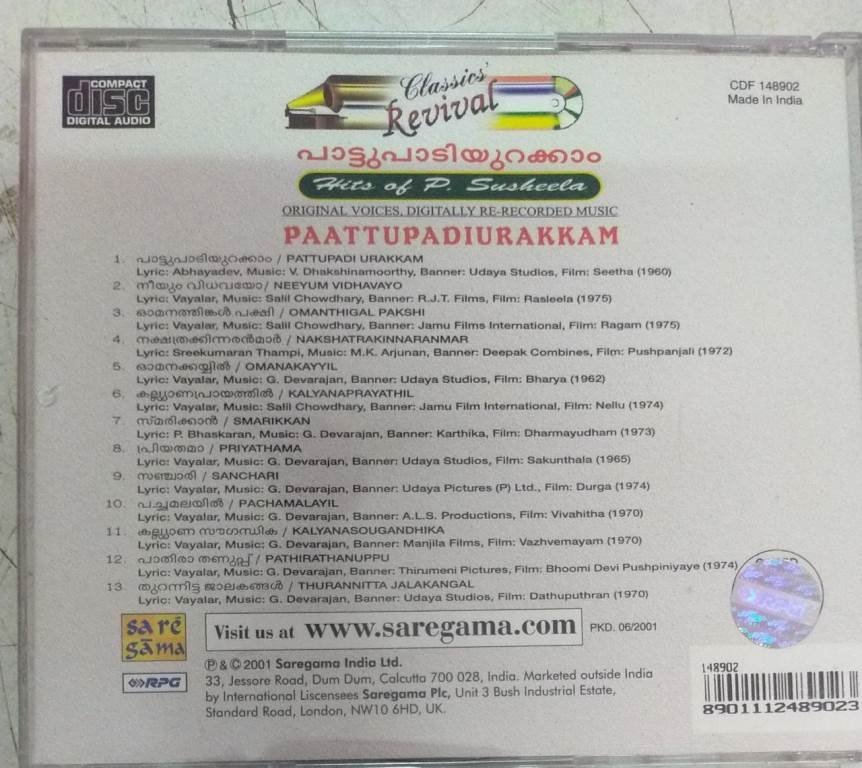 COMPACT
disc
DIGITAL AUDIO
Classics'
Revival
CDF 148902
Made In India
പാട്ടുപാടിയുറക്കാം
Hits of P. Susheela
ORIGINAL VOICES, DIGITALLY RE-RECORDED MUSIC
PAATTUPADIURAKKAM
1. പാട്ടുപാടിയുറക്കാം / PATTUPADI URAKKAM
Lyric: Abhayadev, Music: V. Dhakshinamoorthy, Banner: Udaya Studios, Film: Seetha (1960)
2. നീയും വിധവയോ / NEEYUM VIDHAVAYO
Lyric: Vayalar, Music: Salil Chowdhary, Banner: R.J.T. Films, Film: Rasleela (1975)
3. ഓമനത്തിങ്കൾ പക്ഷി / OMANTHIGAL PAKSHI
Lyric: Vayalar, Music: Salil Chowdhary, Banner: Jamu Films International, Film: Ragam (1975)
4. നക്ഷത്രക്കിന്നരൻമാർ / NAKSHATRAKINNARANMAR
Lyric: Sreekumaran Thampi, Music: M.K. Arjunan, Banner: Deepak Combines, Film: Pushpanjali (1972)
5. ഓമനക്കയ്യിൽ / OMANAKAYYIL
Lyric: Vayalar, Music: G. Devarajan, Banner: Udaya Studios, Film: Bharya (1962)
6. കല്ല്യാണപ്രായത്തിൽ / KALYANAPRAYATHIL
Lyric: Vayalar, Music: Salil Chowdhary, Banner: Jamu Film International, Film: Nellu (1974)
7. സ്മരിക്കാൻ / SMARIKKAN
Lyric: P. Bhaskaran, Music: G. Devarajan, Banner: Karthika, Film: Dharmayudham (1973)
8. പ്രിയതമാ / PRIYATHAMA
Lyric: Vayalar, Music: G. Devarajan, Banner: Udaya Studios, Film: Sakunthala (1965)
9. സഞ്ചാരി / SANCHARI
Lyric: Vayalar, Music: G. Devarajan, Banner: Udaya Pictures (P) Ltd., Film: Durga (1974)
10. പച്ചമലയിൽ / PACHAMALAYIL
Lyric: Vayalar, Music: G. Devarajan, Banner: A.L.S. Productions, Film: Vivahitha (1970)
11. കല്ല്യാണ സൗഗന്ധിക / KALYANASOUGANDHIKA
Lyric: Vayalar, Music: G. Devarajan, Banner: Manjila Films, Film: Vazhvemayam (1970)
12. പാതിരാ തണുപ്പ് / PATHIRATHANUPPU
Lyric: Vayalar, Music: G. Devarajan, Banner: Thirumeni Pictures, Film: Bhoomi Devi Pushpiniyaye (1974)
13. തുറന്നിട്ട ജാലകങ്ങൾ / THURANNITTA JALAKANGAL
Lyric: Vayalar, Music: G. Devarajan, Banner: Udaya Studios, Film: Dathuputhran (1970)
sa rē
gāma
RPG
Visit us at www.saregama.com
PKD. 06/2001
℗ & © 2001 Saregama India Ltd.
33, Jessore Road, Dum Dum, Calcutta 700 028, India. Marketed outside India
by International Liscensees Saregama Plc, Unit 3 Bush Industrial Estate,
Standard Road, London, NW10 6HD, UK.
148902
8901112489023